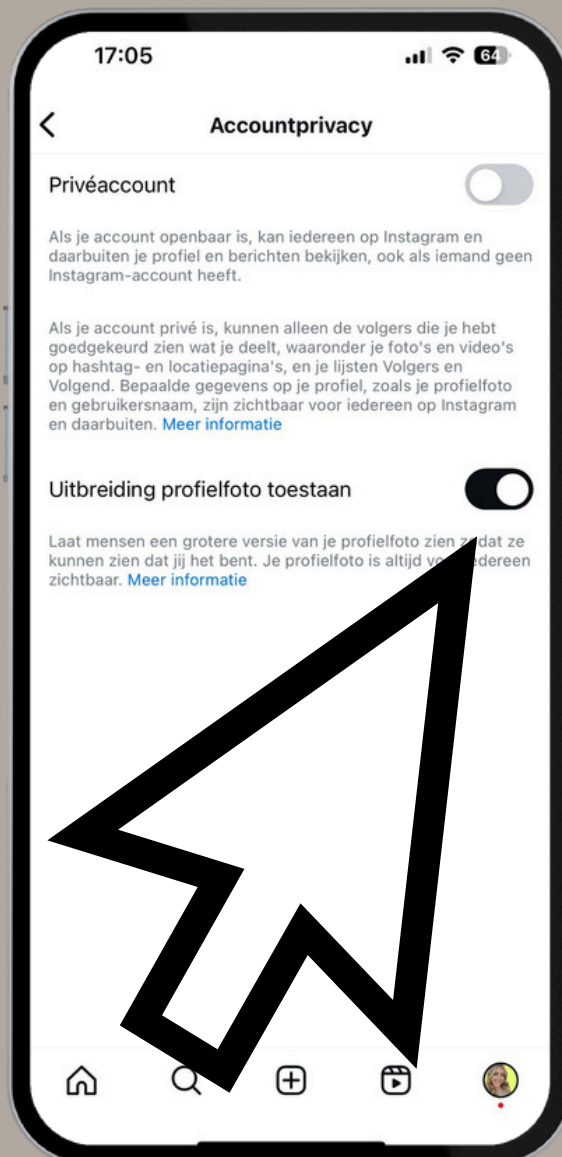 17:05
64
Accountprivacy
Privéaccount
Als je account openbaar is, kan iedereen op Instagram en
daarbuiten je profiel en berichten bekijken, ook als iemand geen
Instagram-account heeft.
Als je account privé is, kunnen alleen de volgers die je hebt
goedgekeurd zien wat je deelt, waaronder je foto's en video's
op hashtag- en locatiepagina's, en je lijsten Volgers en
Volgend. Bepaalde gegevens op je profiel, zoals je profielfoto
en gebruikersnaam, zijn zichtbaar voor iedereen op Instagram
en daarbuiten. Meer informatie
Uitbreiding profielfoto toestaan
Laat mensen een grotere versie van je profielfoto zien zodat ze
kunnen zien dat jij het bent. Je profielfoto is altijd voor iedereen
zichtbaar. Meer informatie